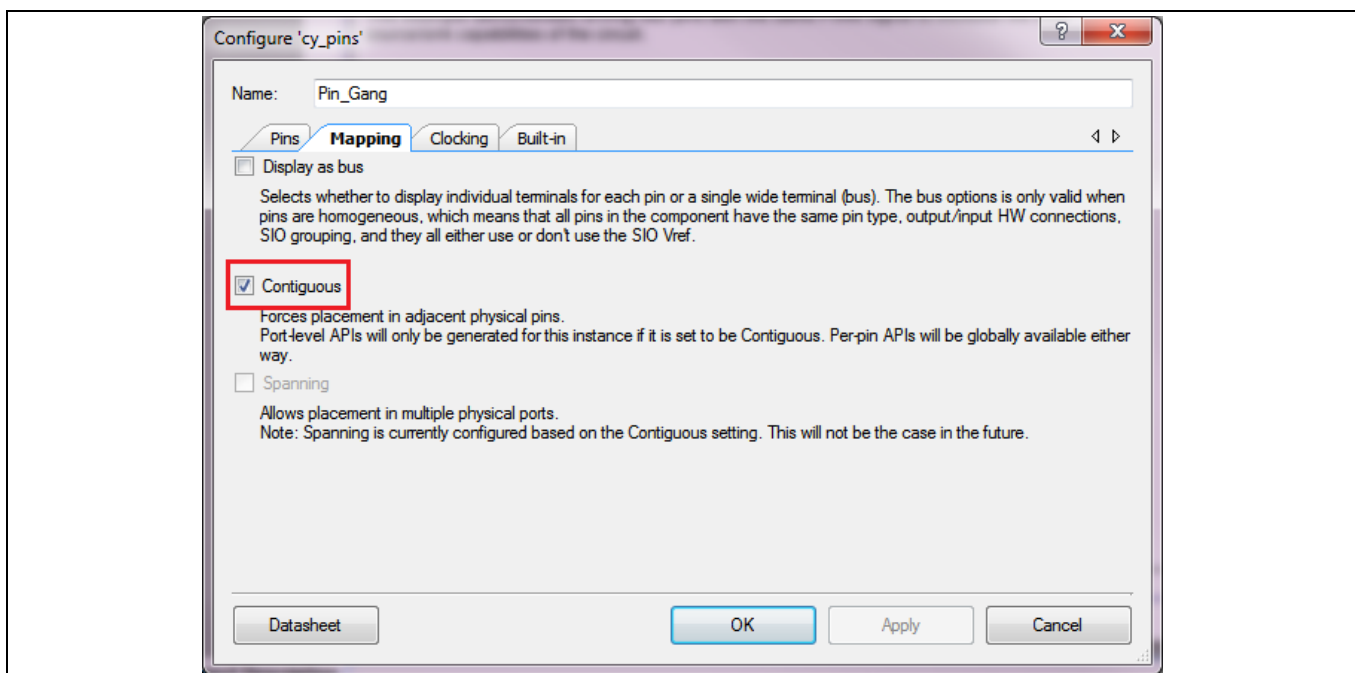 Configure 'cy_pins'
Name: Pin_Gang
Pins Mapping Clocking Built-in
Display as bus
Selects whether to display individual terminals for each pin or a single wide terminal (bus). The bus options is only valid when
pins are homogeneous, which means that all pins in the component have the same pin type, output/input HW connections,
SIO grouping, and they all either use or don't use the SIO Vref.
Contiguous
Forces placement in adjacent physical pins.
Port-level APIs will only be generated for this instance if it is set to be Contiguous. Per-pin APIs will be globally available either
way.
Spanning
Allows placement in multiple physical ports.
Note: Spanning is currently configured based on the Contiguous setting. This will not be the case in the future.
Datasheet OK Apply Cancel